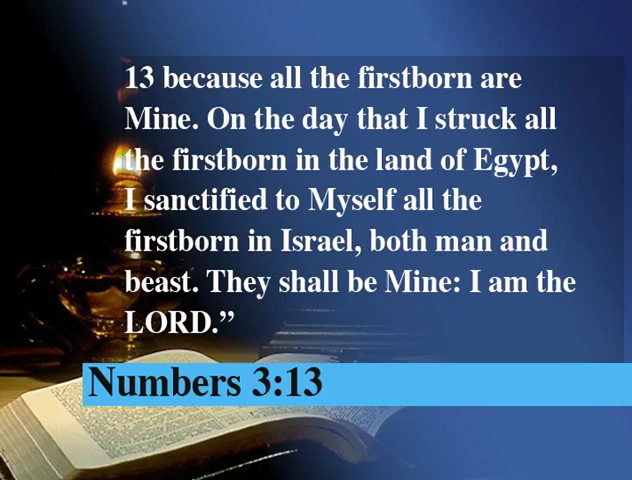 13 because all the firstborn are
Mine. On the day that I struck all
the firstborn in the land of Egypt,
I sanctified to Myself all the
firstborn in Israel, both man and
beast. They shall be Mine: I am the
LORD.”
Numbers 3:13